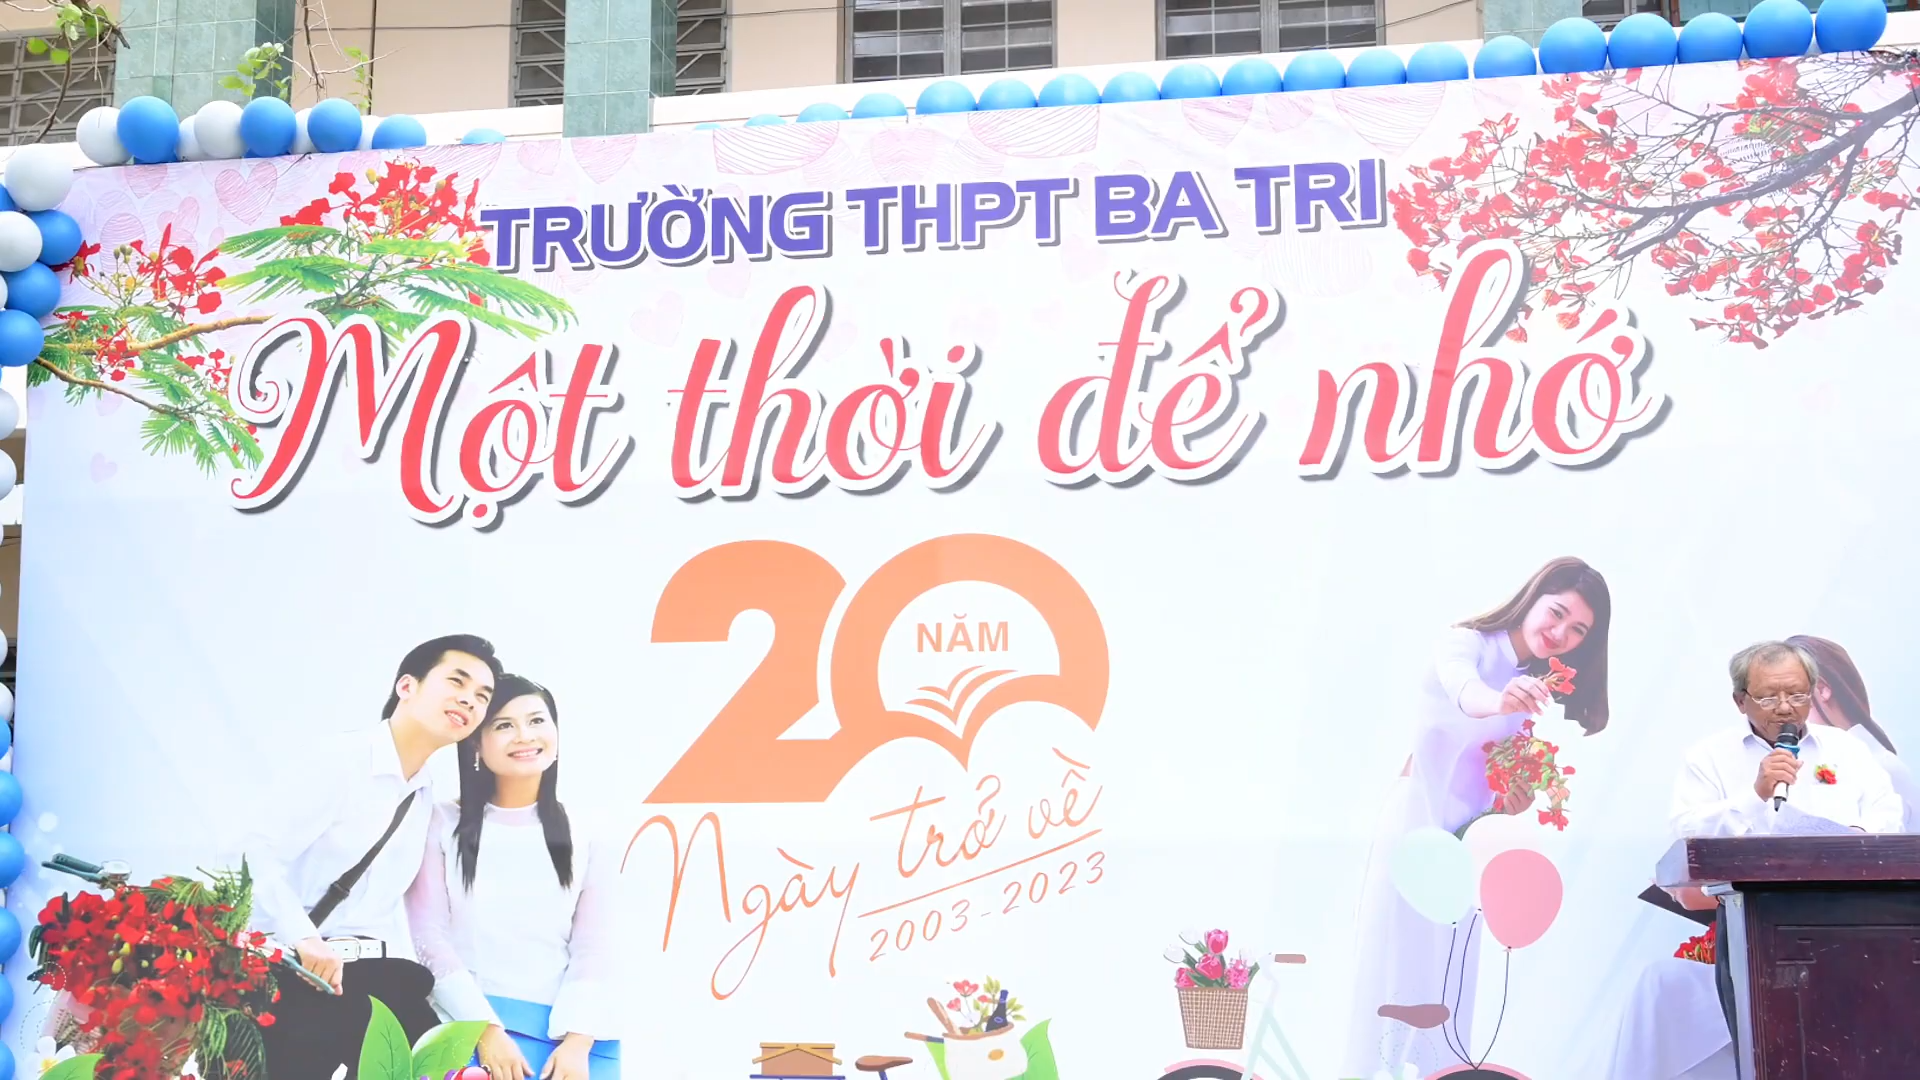 TRƯỜNG THPT BA TRI
Một thời để nhớ
20
NĂM
Ngày trở về
2003-2023